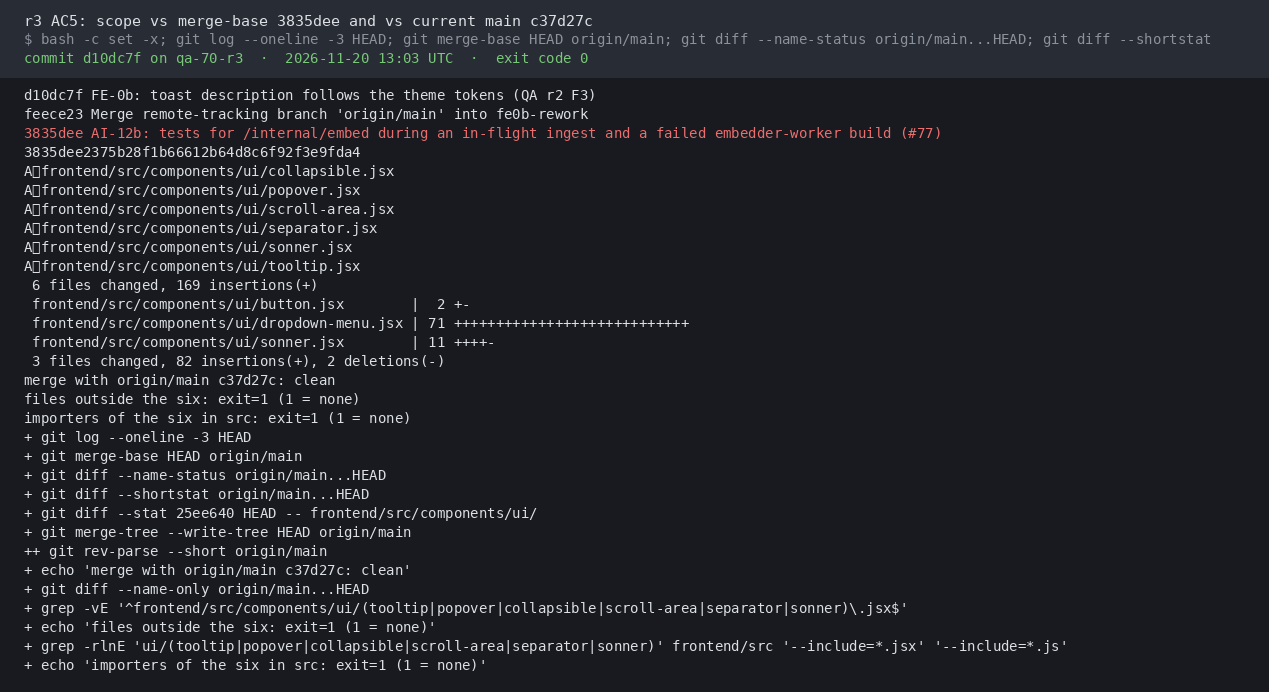 r3 AC5: scope vs merge-base 3835dee and vs current main c37d27c
$ bash -c set -x; git log --oneline -3 HEAD; git merge-base HEAD origin/main; git diff --name-status origin/main...HEAD; git diff --shortstat
commit d10dc7f on qa-70-r3 · 2026-11-20 13:03 UTC · exit code 0
d10dc7f FE-0b: toast description follows the theme tokens (QA r2 F3)
feece23 Merge remote-tracking branch 'origin/main' into fe0b-rework
3835dee AI-12b: tests for /internal/embed during an in-flight ingest and a failed embedder-worker build (#77)
3835dee2375b28f1b66612b64d8c6f92f3e9fda4
A▯frontend/src/components/ui/collapsible.jsx
A▯frontend/src/components/ui/popover.jsx
A▯frontend/src/components/ui/scroll-area.jsx
A▯frontend/src/components/ui/separator.jsx
A▯frontend/src/components/ui/sonner.jsx
A▯frontend/src/components/ui/tooltip.jsx
 6 files changed, 169 insertions(+)
 frontend/src/components/ui/button.jsx        |  2 +-
 frontend/src/components/ui/dropdown-menu.jsx | 71 ++++++++++++++++++++++++++++
 frontend/src/components/ui/sonner.jsx        | 11 ++++-
 3 files changed, 82 insertions(+), 2 deletions(-)
merge with origin/main c37d27c: clean
files outside the six: exit=1 (1 = none)
importers of the six in src: exit=1 (1 = none)
+ git log --oneline -3 HEAD
+ git merge-base HEAD origin/main
+ git diff --name-status origin/main...HEAD
+ git diff --shortstat origin/main...HEAD
+ git diff --stat 25ee640 HEAD -- frontend/src/components/ui/
+ git merge-tree --write-tree HEAD origin/main
++ git rev-parse --short origin/main
+ echo 'merge with origin/main c37d27c: clean'
+ git diff --name-only origin/main...HEAD
+ grep -vE '^frontend/src/components/ui/(tooltip|popover|collapsible|scroll-area|separator|sonner)\.jsx$'
+ echo 'files outside the six: exit=1 (1 = none)'
+ grep -rlnE 'ui/(tooltip|popover|collapsible|scroll-area|separator|sonner)' frontend/src '--include=*.jsx' '--include=*.js'
+ echo 'importers of the six in src: exit=1 (1 = none)'